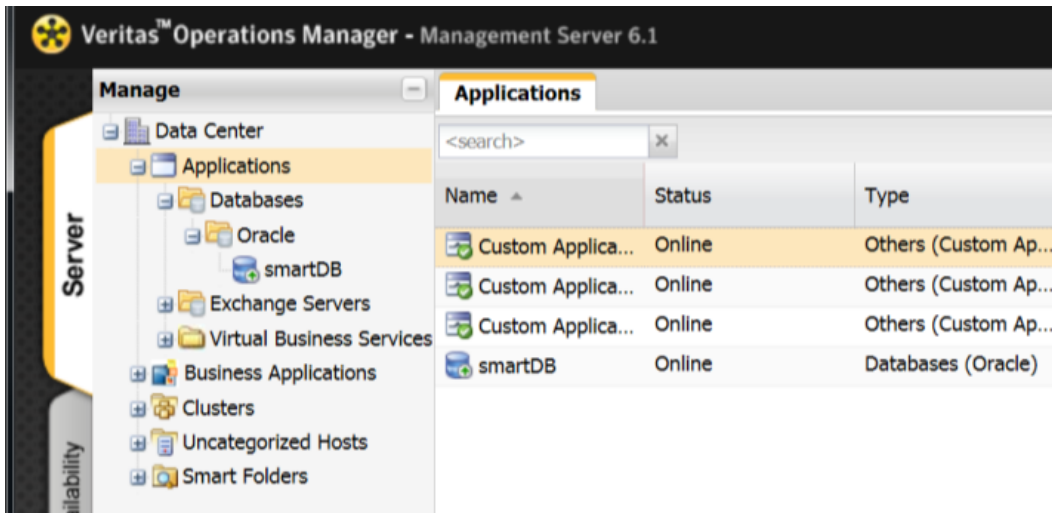 Veritas™ Operations Manager - Management Server 6.1
Server
ilability
Manage
Data Center
Applications
Databases
Oracle
smartDB
Exchange Servers
Virtual Business Services
Business Applications
Clusters
Uncategorized Hosts
Smart Folders
Applications
<search>
Name Status Type
Custom Applica... Online Others (Custom Ap...
Custom Applica... Online Others (Custom Ap...
Custom Applica... Online Others (Custom Ap...
smartDB Online Databases (Oracle)